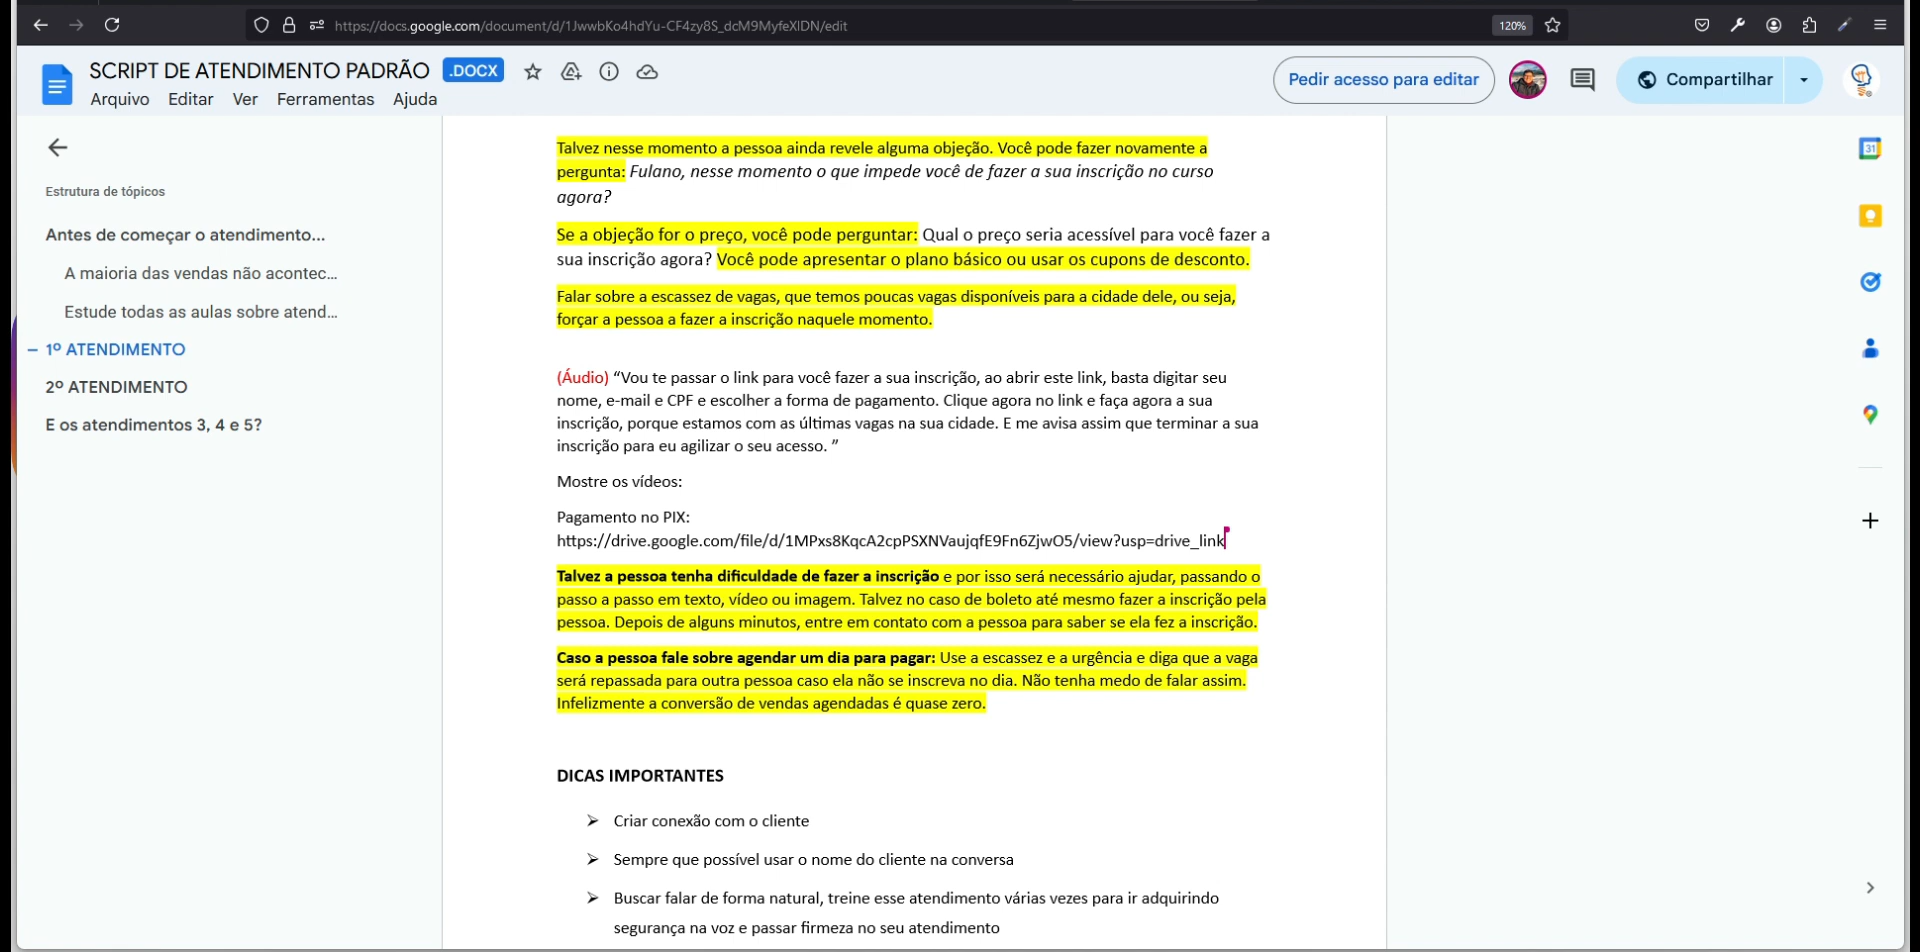 https://docs.google.com/document/d/1JwwbKo4hdYu-CF4zy8S_dcM9MyfeXlDN/edit
120%
SCRIPT DE ATENDIMENTO PADRÃO
.DOCX
Arquivo Editar Ver Ferramentas Ajuda
Pedir acesso para editar
Compartilhar
Estrutura de tópicos
Antes de começar o atendimento...
A maioria das vendas não acontec...
Estude todas as aulas sobre atend...
1º ATENDIMENTO
2º ATENDIMENTO
E os atendimentos 3, 4 e 5?
Talvez nesse momento a pessoa ainda revele alguma objeção. Você pode fazer novamente a
pergunta: Fulano, nesse momento o que impede você de fazer a sua inscrição no curso
agora?
Se a objeção for o preço, você pode perguntar: Qual o preço seria acessível para você fazer a
sua inscrição agora? Você pode apresentar o plano básico ou usar os cupons de desconto.
Falar sobre a escassez de vagas, que temos poucas vagas disponíveis para a cidade dele, ou seja,
forçar a pessoa a fazer a inscrição naquele momento.
(Áudio) “Vou te passar o link para você fazer a sua inscrição, ao abrir este link, basta digitar seu
nome, e-mail e CPF e escolher a forma de pagamento. Clique agora no link e faça agora a sua
inscrição, porque estamos com as últimas vagas na sua cidade. E me avisa assim que terminar a sua
inscrição para eu agilizar o seu acesso. ”
Mostre os vídeos:
Pagamento no PIX:
https://drive.google.com/file/d/1MPxs8KqcA2cpPSXNVaujqfE9Fn6ZjwO5/view?usp=drive_link
Talvez a pessoa tenha dificuldade de fazer a inscrição e por isso será necessário ajudar, passando o
passo a passo em texto, vídeo ou imagem. Talvez no caso de boleto até mesmo fazer a inscrição pela
pessoa. Depois de alguns minutos, entre em contato com a pessoa para saber se ela fez a inscrição.
Caso a pessoa fale sobre agendar um dia para pagar: Use a escassez e a urgência e diga que a vaga
será repassada para outra pessoa caso ela não se inscreva no dia. Não tenha medo de falar assim.
Infelizmente a conversão de vendas agendadas é quase zero.
DICAS IMPORTANTES
Criar conexão com o cliente
Sempre que possível usar o nome do cliente na conversa
Buscar falar de forma natural, treine esse atendimento várias vezes para ir adquirindo
segurança na voz e passar firmeza no seu atendimento
31